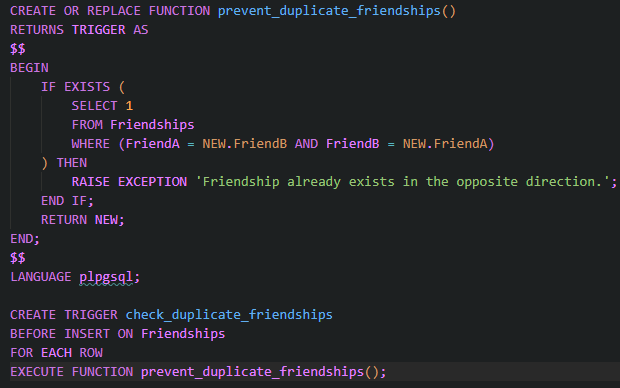 CREATE OR REPLACE FUNCTION prevent_duplicate_friendships()
RETURNS TRIGGER AS
$$
BEGIN
    IF EXISTS (
        SELECT 1
        FROM Friendships
        WHERE (FriendA = NEW.FriendB AND FriendB = NEW.FriendA)
    ) THEN
        RAISE EXCEPTION 'Friendship already exists in the opposite direction.';
    END IF;
    RETURN NEW;
END;
$$
LANGUAGE plpgsql;

CREATE TRIGGER check_duplicate_friendships
BEFORE INSERT ON Friendships
FOR EACH ROW
EXECUTE FUNCTION prevent_duplicate_friendships();